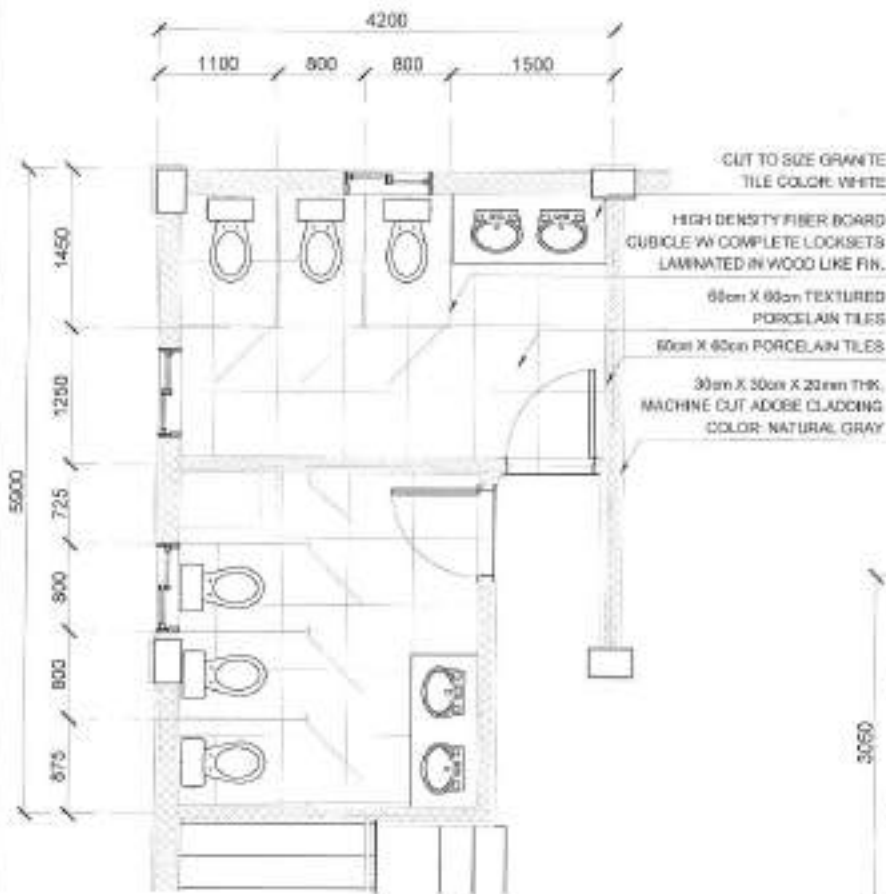 4200
1100 800 800 1500
CUT TO SIZE GRANITE
TILE COLOR: WHITE
HIGH DENSITY FIBER BOARD
CUBICLE W/ COMPLETE LOCKSETS
LAMINATED IN WOOD LIKE FIN.
60cm X 60cm TEXTURED
PORCELAIN TILES
60cm X 60cm PORCELAIN TILES
30cm X 30cm X 20mm THK.
MACHINE CUT ADOBE CLADDING
COLOR: NATURAL GRAY
5900
1450
1250
725
800
800
875
3050